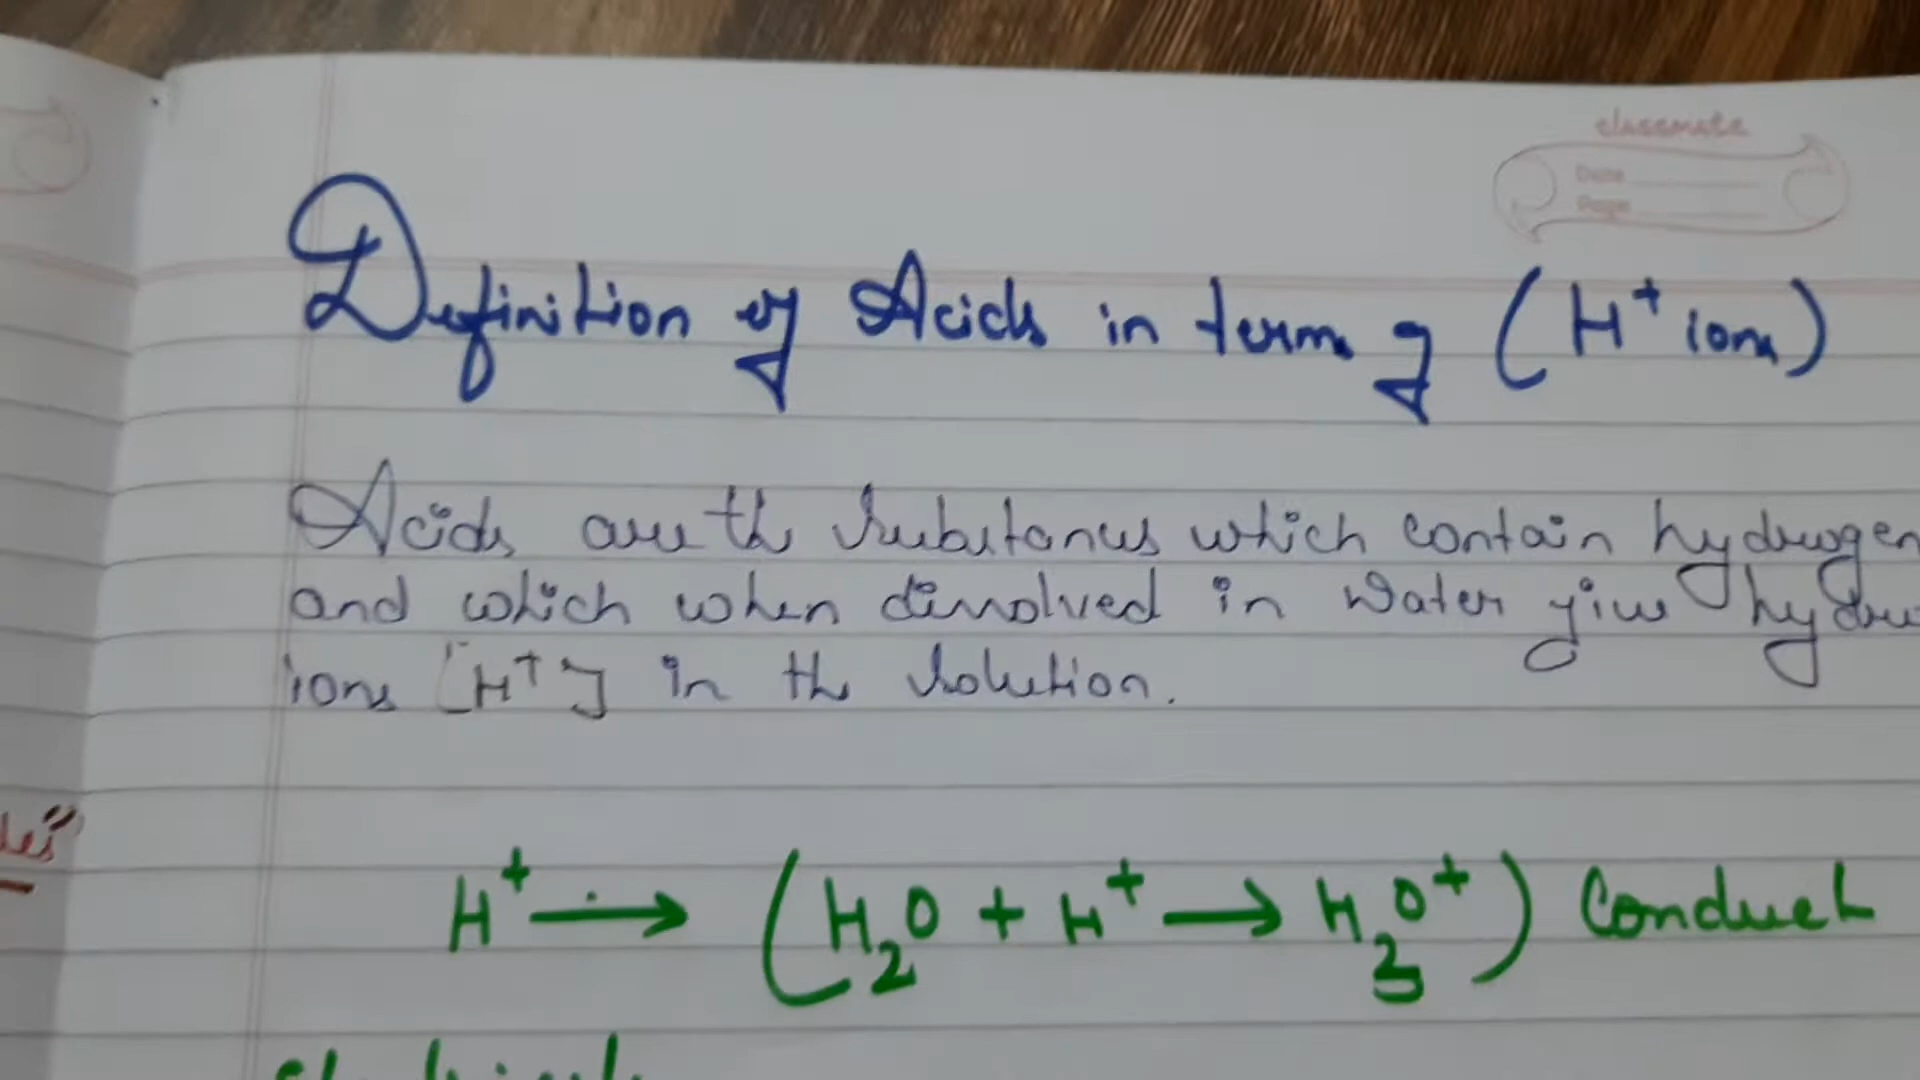 classmate
Date
Page
Definition of Acids in terms of (H+ ions)
Acids are the substances which contain hydrogen
and which when dissolved in water give hydro
ions [H+] in the solution.
H+ → (H2O + H+ → H3O+) Conduct